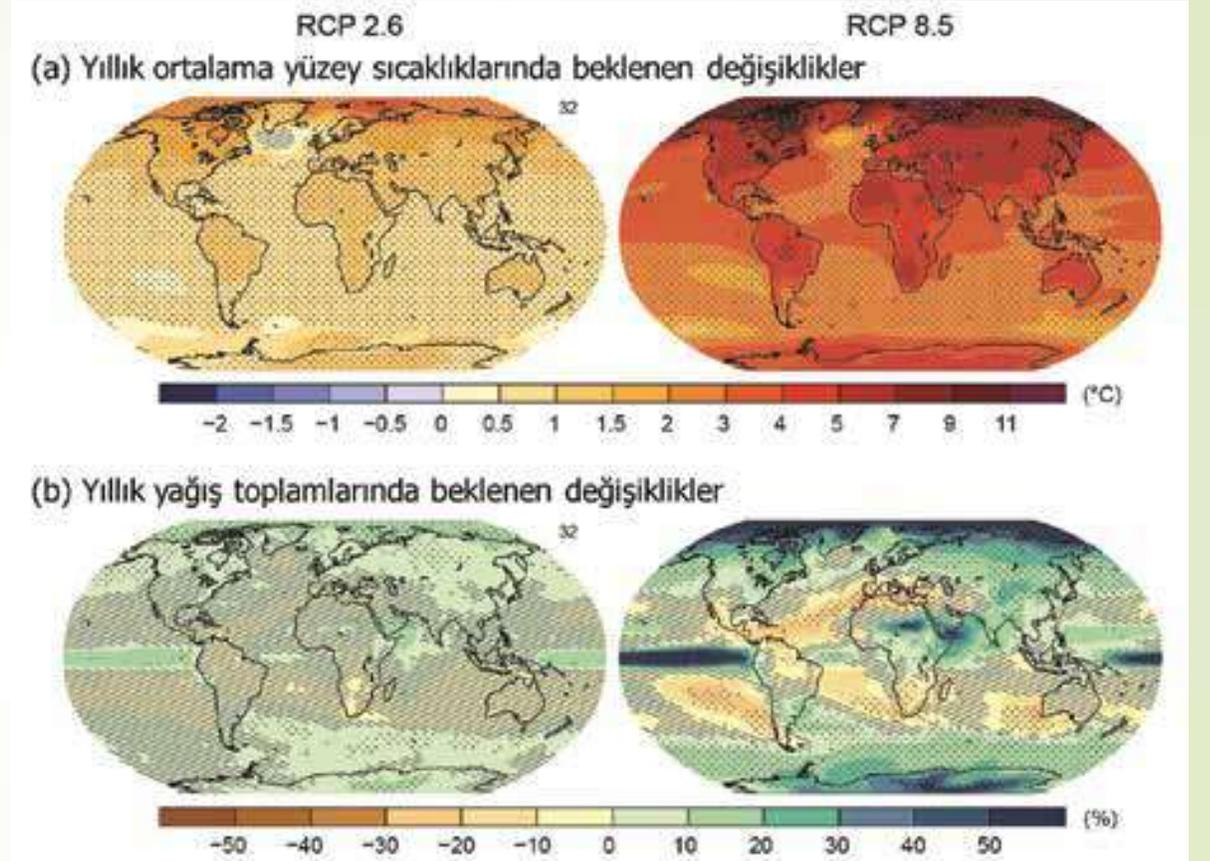 RCP 2.6 RCP 8.5
(a) Yıllık ortalama yüzey sıcaklıklarında beklenen değişiklikler
32
(°C)
−2 −1.5 −1 −0.5 0 0.5 1 1.5 2 3 4 5 7 9 11
(b) Yıllık yağış toplamlarında beklenen değişiklikler
32
(%)
−50 −40 −30 −20 −10 0 10 20 30 40 50